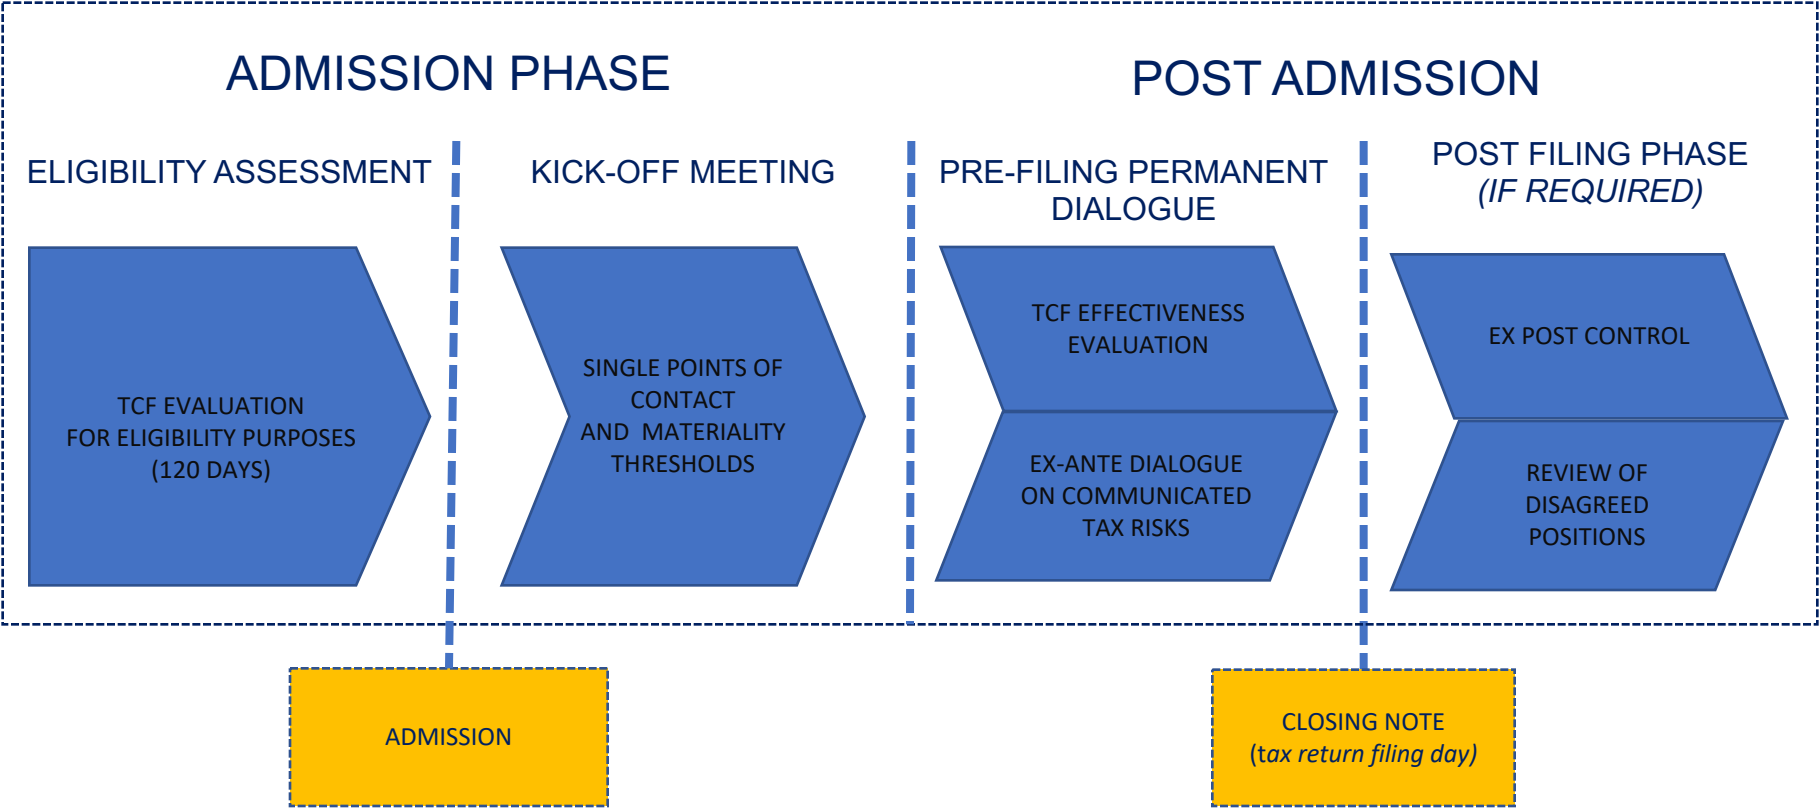 ADMISSION PHASE
POST ADMISSION
ELIGIBILITY ASSESSMENT
KICK-OFF MEETING
PRE-FILING PERMANENT
DIALOGUE
POST FILING PHASE
(IF REQUIRED)
TCF EVALUATION
FOR ELIGIBILITY PURPOSES
(120 DAYS)
SINGLE POINTS OF
CONTACT
AND MATERIALITY
THRESHOLDS
TCF EFFECTIVENESS
EVALUATION
EX-ANTE DIALOGUE
ON COMMUNICATED
TAX RISKS
EX POST CONTROL
REVIEW OF
DISAGREED
POSITIONS
ADMISSION
CLOSING NOTE
(tax return filing day)